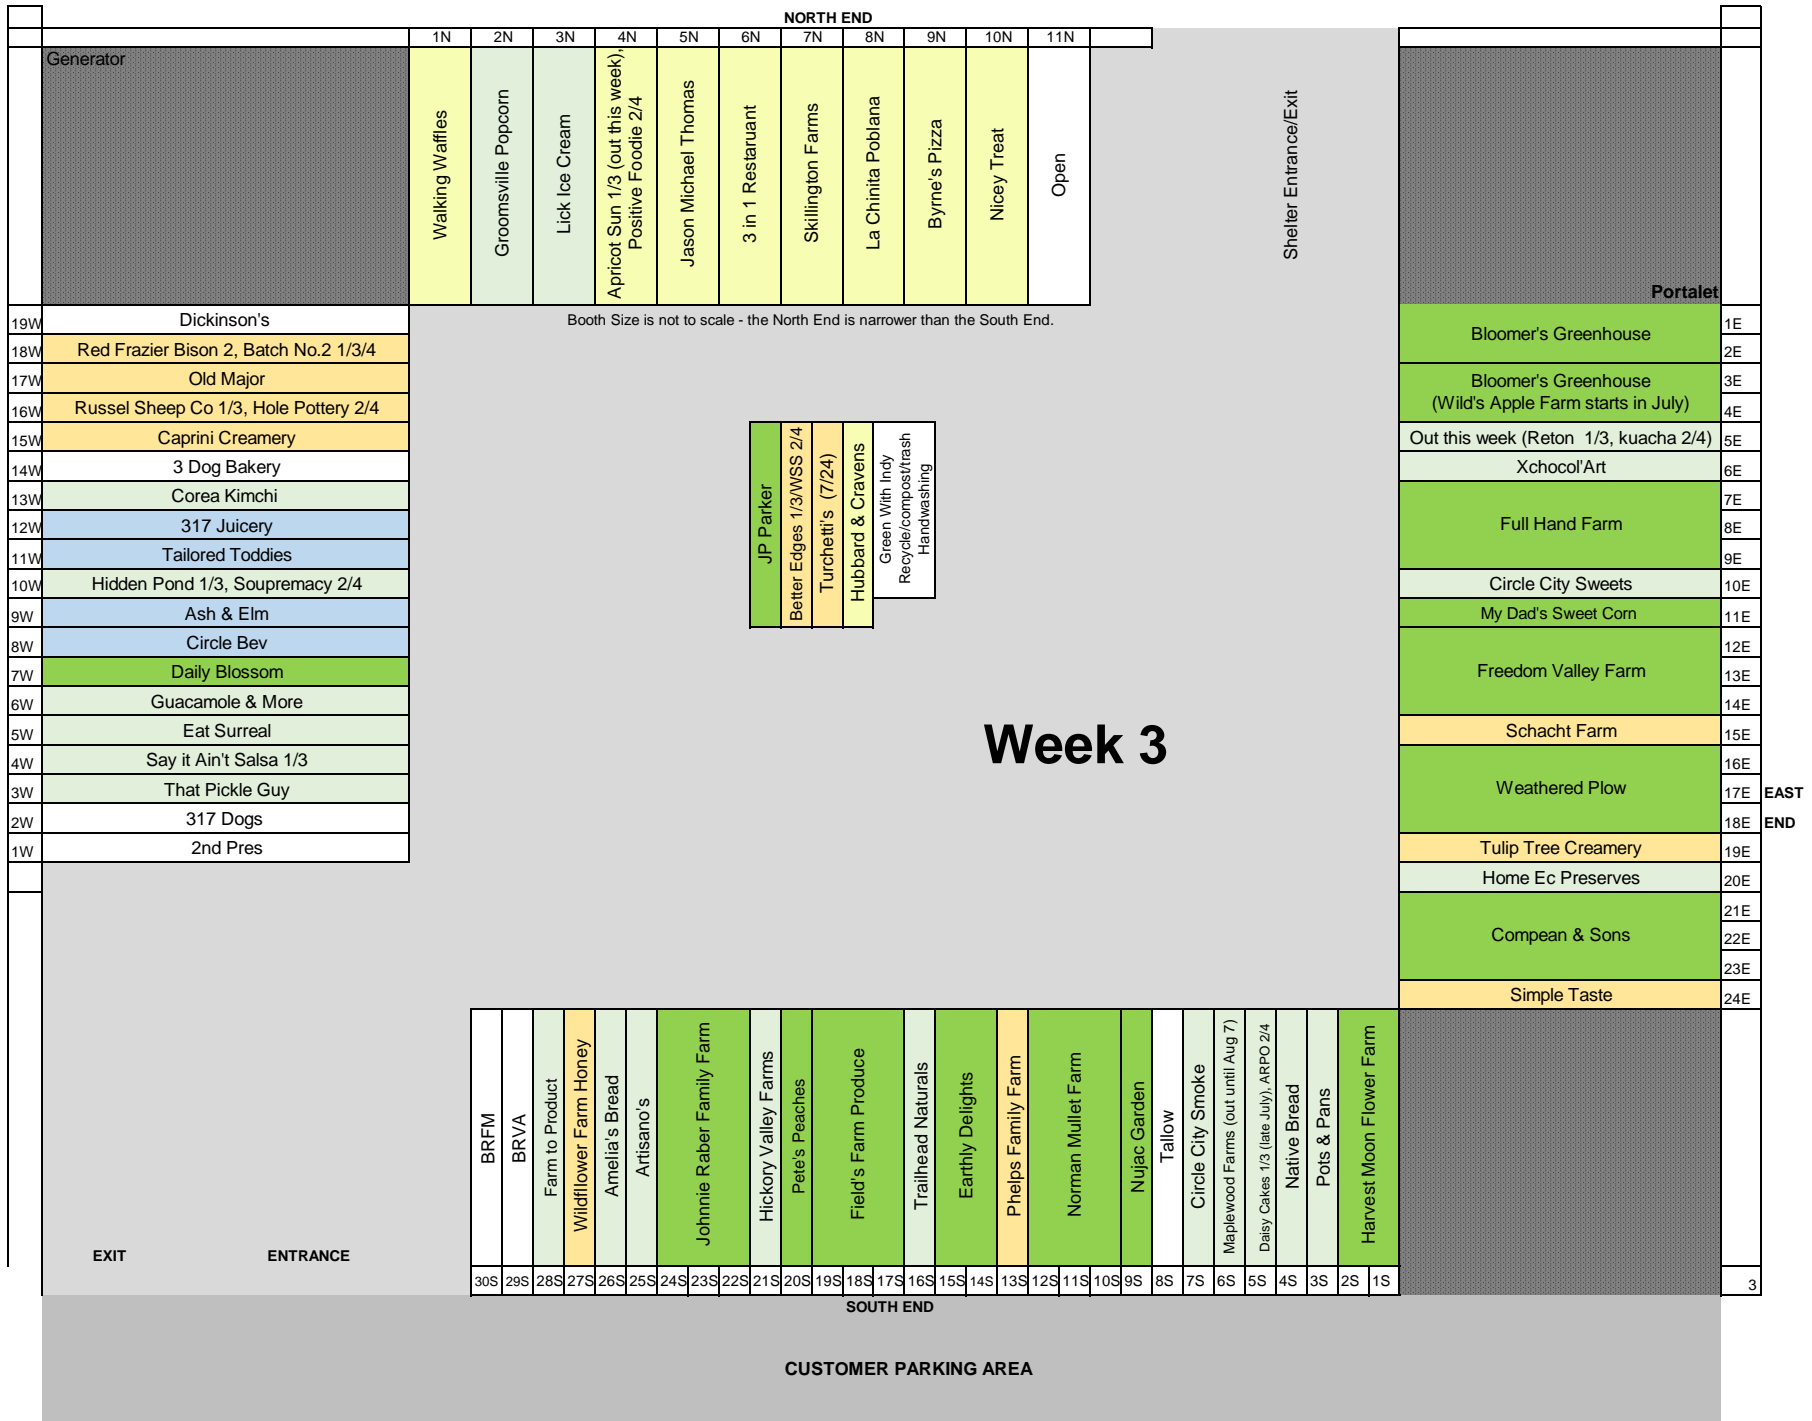 NORTH END
1N
2N
3N
4N
5N
6N
7N
8N
9N
10N
11N
Generator
Walking Waffles
Groomsville Popcorn
Lick Ice Cream
Apricot Sun 1/3 (out this week),
Positive Foodie 2/4
Jason Michael Thomas
3 in 1 Restaruant
Skillington Farms
La Chinita Poblana
Byrne's Pizza
Nicey Treat
Open
Shelter Entrance/Exit
Portalet
Booth Size is not to scale - the North End is narrower than the South End.
19W
Dickinson's
18W
Red Frazier Bison 2, Batch No.2 1/3/4
17W
Old Major
16W
Russel Sheep Co 1/3, Hole Pottery 2/4
15W
Caprini Creamery
14W
3 Dog Bakery
13W
Corea Kimchi
12W
317 Juicery
11W
Tailored Toddies
10W
Hidden Pond 1/3, Soupremacy 2/4
9W
Ash & Elm
8W
Circle Bev
7W
Daily Blossom
6W
Guacamole & More
5W
Eat Surreal
4W
Say it Ain't Salsa 1/3
3W
That Pickle Guy
2W
317 Dogs
1W
2nd Pres
JP Parker
Better Edges 1/3/WSS 2/4
Turchetti's (7/24)
Hubbard & Cravens
Green With Indy
Recycle/compost/trash
Handwashing
Week 3
Bloomer's Greenhouse
1E
2E
Bloomer's Greenhouse
(Wild's Apple Farm starts in July)
3E
4E
Out this week (Reton 1/3, kuacha 2/4)
5E
Xchocol'Art
6E
Full Hand Farm
7E
8E
9E
Circle City Sweets
10E
My Dad's Sweet Corn
11E
Freedom Valley Farm
12E
13E
14E
Schacht Farm
15E
Weathered Plow
16E
17E
18E
EAST
END
Tulip Tree Creamery
19E
Home Ec Preserves
20E
Compean & Sons
21E
22E
23E
Simple Taste
24E
BRFM
BRVA
Farm to Product
Wildfllower Farm Honey
Amelia's Bread
Artisano's
Johnnie Raber Family Farm
Hickory Valley Farms
Pete's Peaches
Field's Farm Produce
Trailhead Naturals
Earthly Delights
Phelps Family Farm
Norman Mullet Farm
Nujac Garden
Tallow
Circle City Smoke
Maplewood Farms (out until Aug 7)
Daisy Cakes 1/3 (late July), ARPO 2/4
Native Bread
Pots & Pans
Harvest Moon Flower Farm
EXIT
ENTRANCE
30S
29S
28S
27S
26S
25S
24S
23S
22S
21S
20S
19S
18S
17S
16S
15S
14S
13S
12S
11S
10S
9S
8S
7S
6S
5S
4S
3S
2S
1S
3
SOUTH END
CUSTOMER PARKING AREA